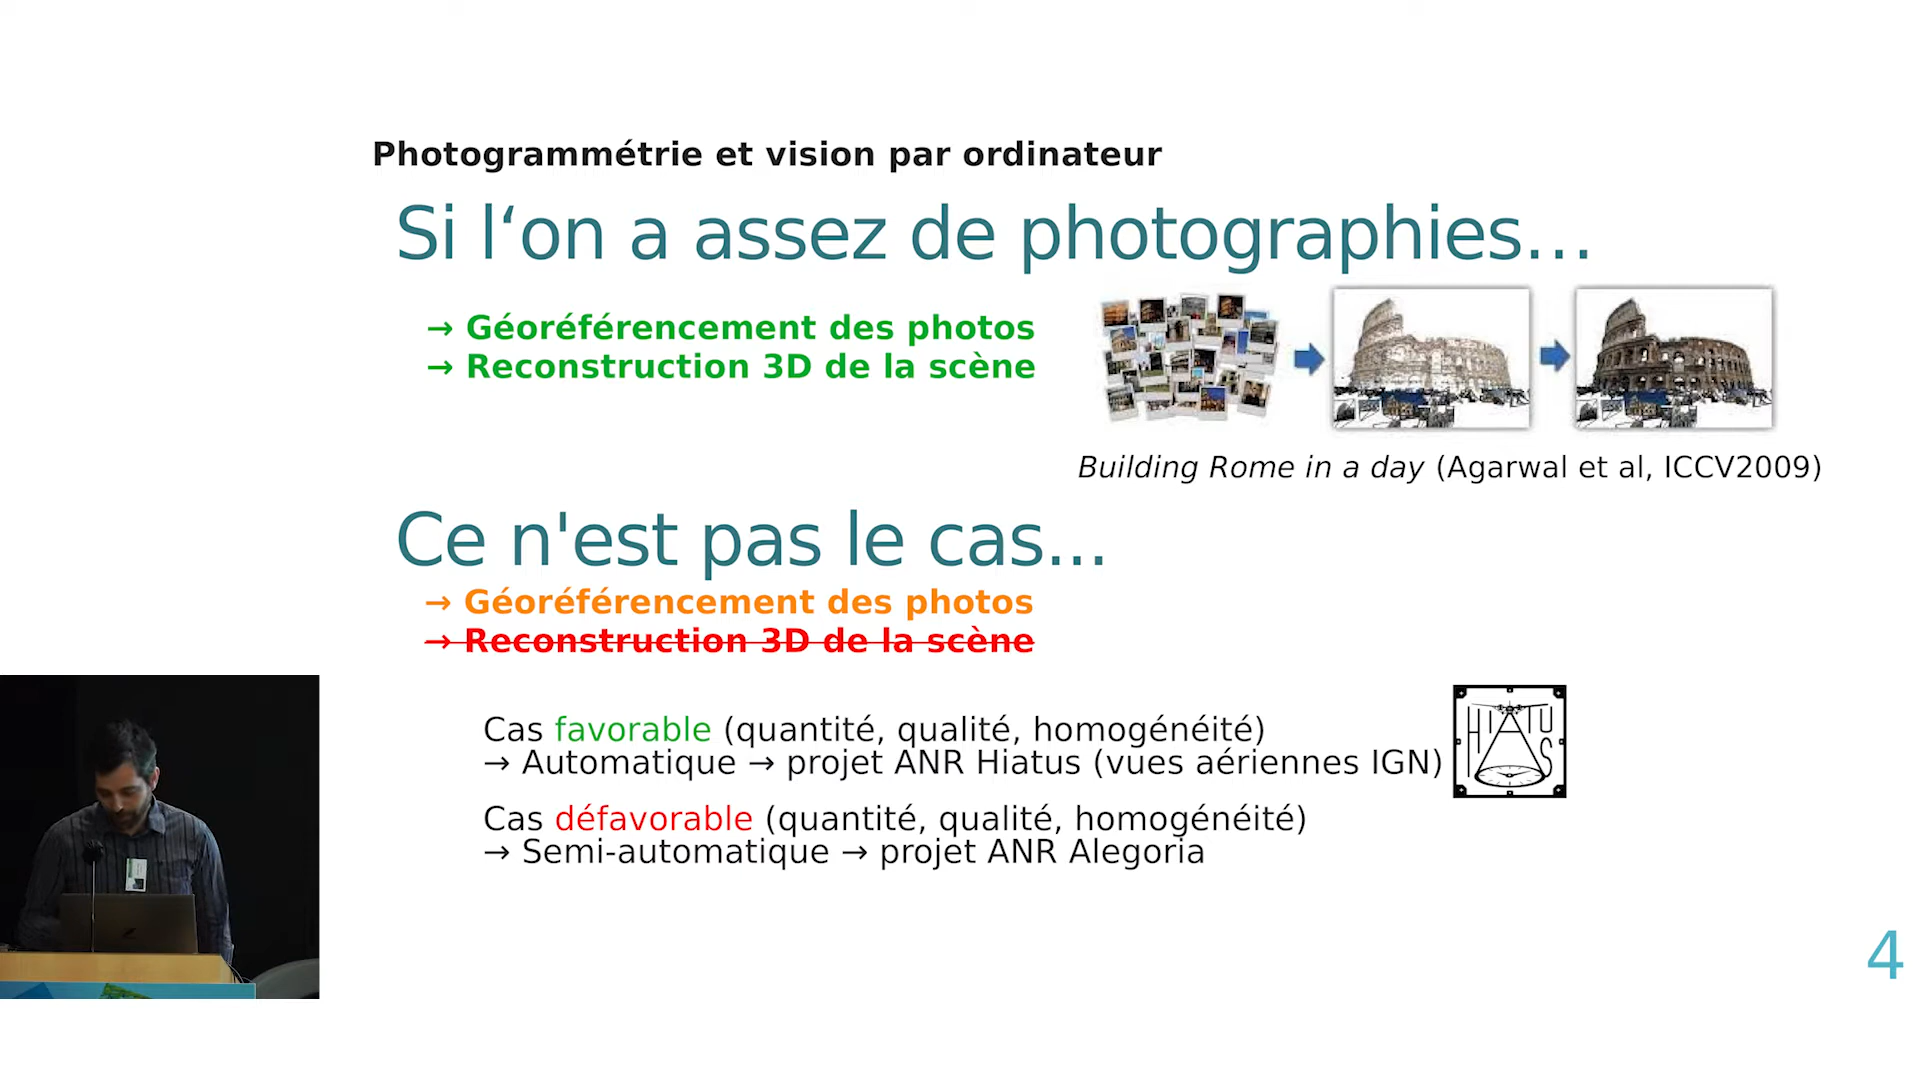 Photogrammétrie et vision par ordinateur
Si l‘on a assez de photographies…
→ Géoréférencement des photos
→ Reconstruction 3D de la scène
Building Rome in a day (Agarwal et al, ICCV2009)
Ce n'est pas le cas...
→ Géoréférencement des photos
→ Reconstruction 3D de la scène
Cas favorable (quantité, qualité, homogénéité)
→ Automatique → projet ANR Hiatus (vues aériennes IGN)
HIATUS
Cas défavorable (quantité, qualité, homogénéité)
→ Semi-automatique → projet ANR Alegoria
4